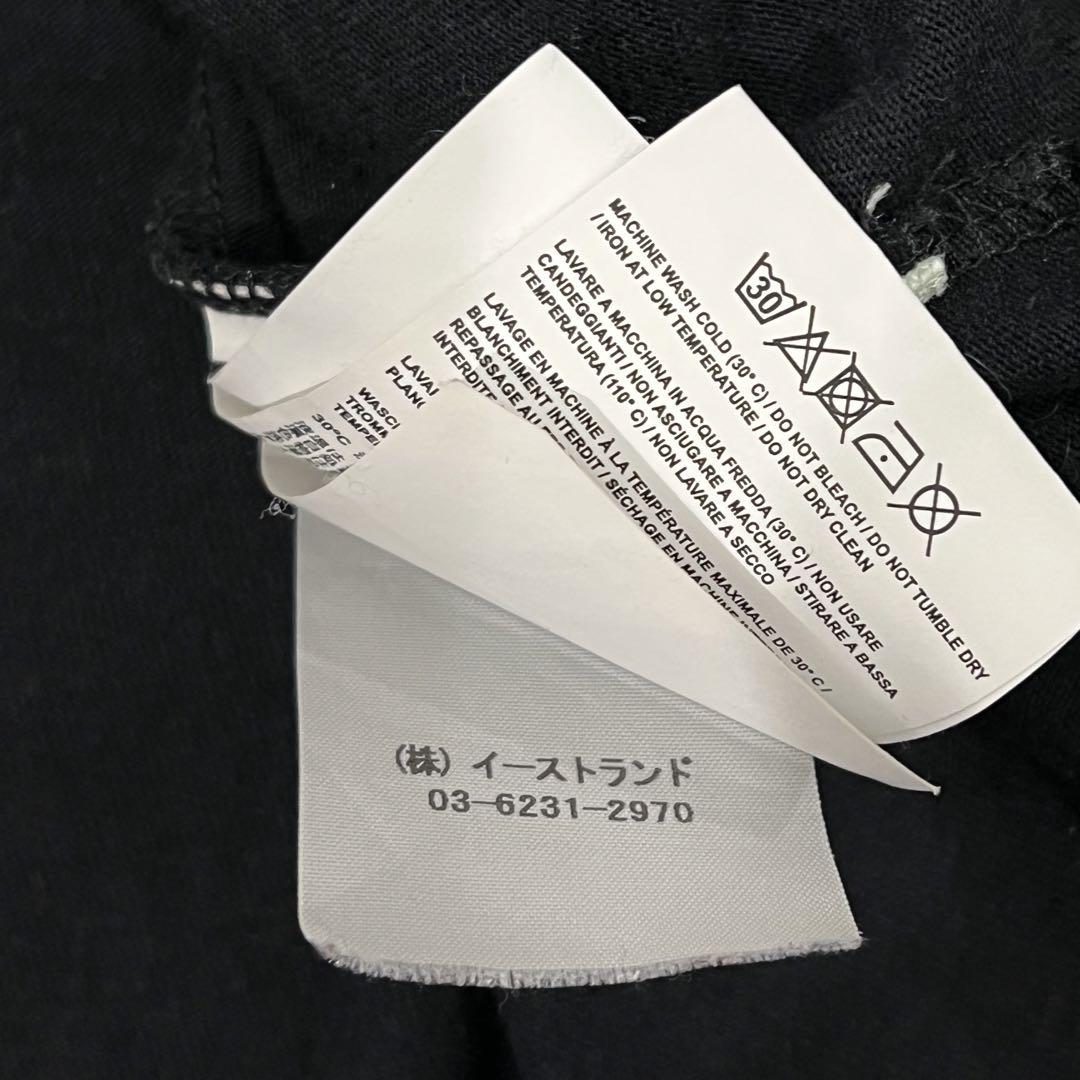 30
MACHINE WASH COLD (30° C) / DO NOT BLEACH / DO NOT TUMBLE DRY
/ IRON AT LOW TEMPERATURE / DO NOT DRY CLEAN
LAVARE A MACCHINA IN ACQUA FREDDA (30° C) / NON USARE
CANDEGGIANTI / NON ASCIUGARE A MACCHINA / STIRARE A BASSA
TEMPERATURA (110° C) / NON LAVARE A SECCO
LAVAGE EN MACHINE À LA TEMPÉRATURE MAXIMALE DE 30° C /
BLANCHIMENT INTERDIT / SÉCHAGE EN MACHINE
REPASSAGE AU
INTERDIT
30°C
(株)イーストランド
03-6231-2970